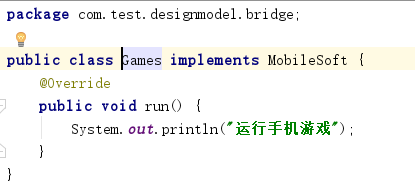 package com.test.designmodel.bridge;
public class Games implements MobileSoft {
@Override
public void run() {
System.out.println("运行手机游戏");
}
}